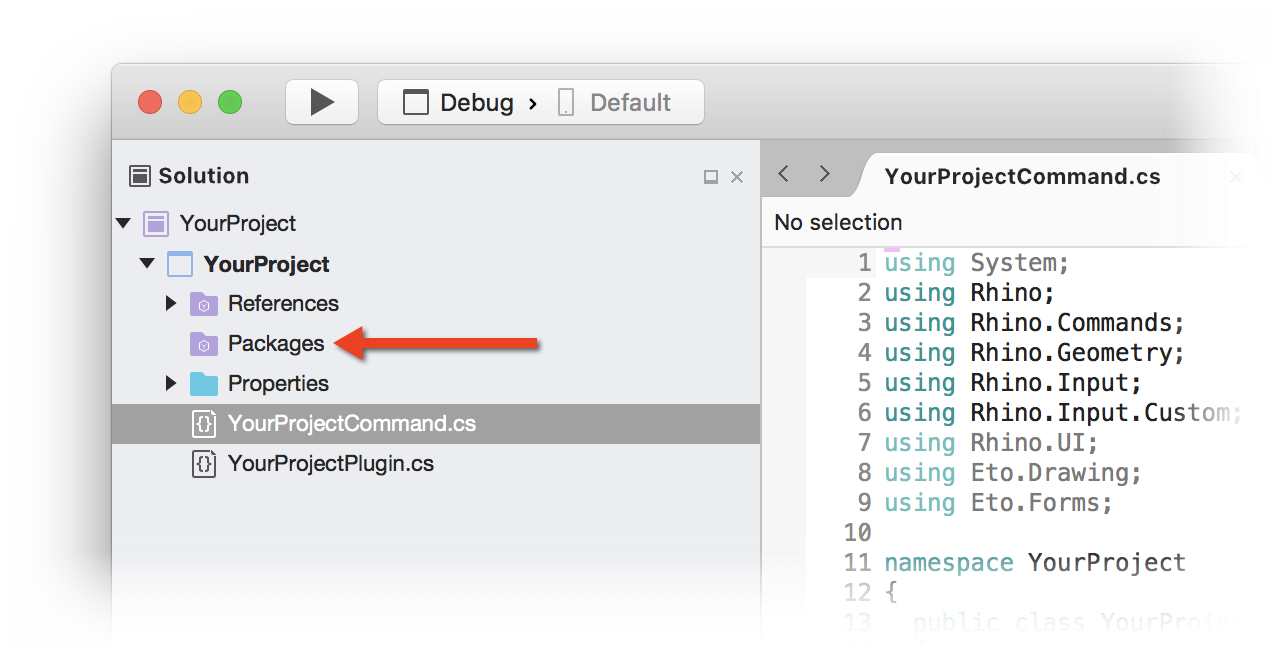 Debug › Default
Solution
YourProject
YourProject
References
Packages
Properties
YourProjectCommand.cs
YourProjectPlugin.cs
YourProjectCommand.cs
No selection
1 using System;
2 using Rhino;
3 using Rhino.Commands;
4 using Rhino.Geometry;
5 using Rhino.Input;
6 using Rhino.Input.Custom;
7 using Rhino.UI;
8 using Eto.Drawing;
9 using Eto.Forms;
10
11 namespace YourProject
12 {
13 public class YourProje